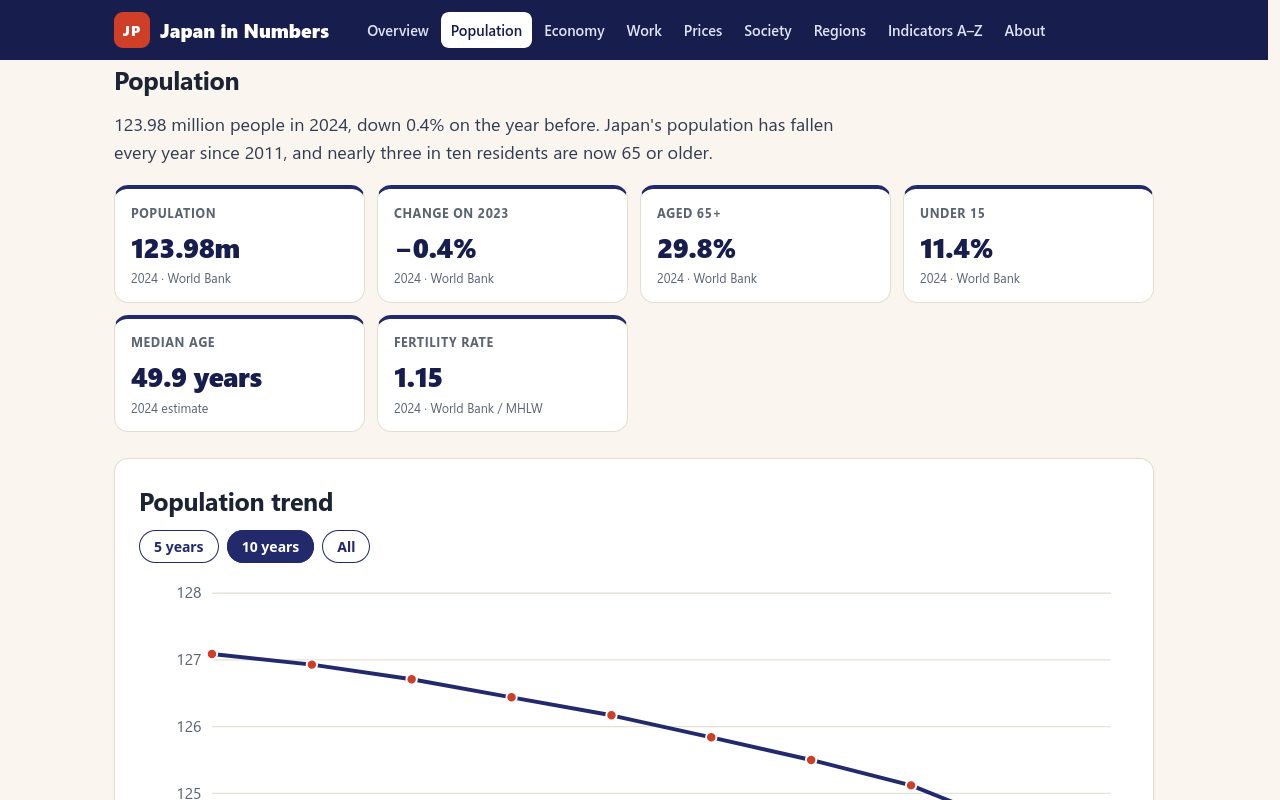 JP Japan in Numbers Overview Population Economy Work Prices Society Regions Indicators A–Z About
Population
123.98 million people in 2024, down 0.4% on the year before. Japan's population has fallen
every year since 2011, and nearly three in ten residents are now 65 or older.
POPULATION
123.98m
2024 · World Bank
CHANGE ON 2023
−0.4%
2024 · World Bank
AGED 65+
29.8%
2024 · World Bank
UNDER 15
11.4%
2024 · World Bank
MEDIAN AGE
49.9 years
2024 estimate
FERTILITY RATE
1.15
2024 · World Bank / MHLW
Population trend
5 years 10 years All
128
127
126
125